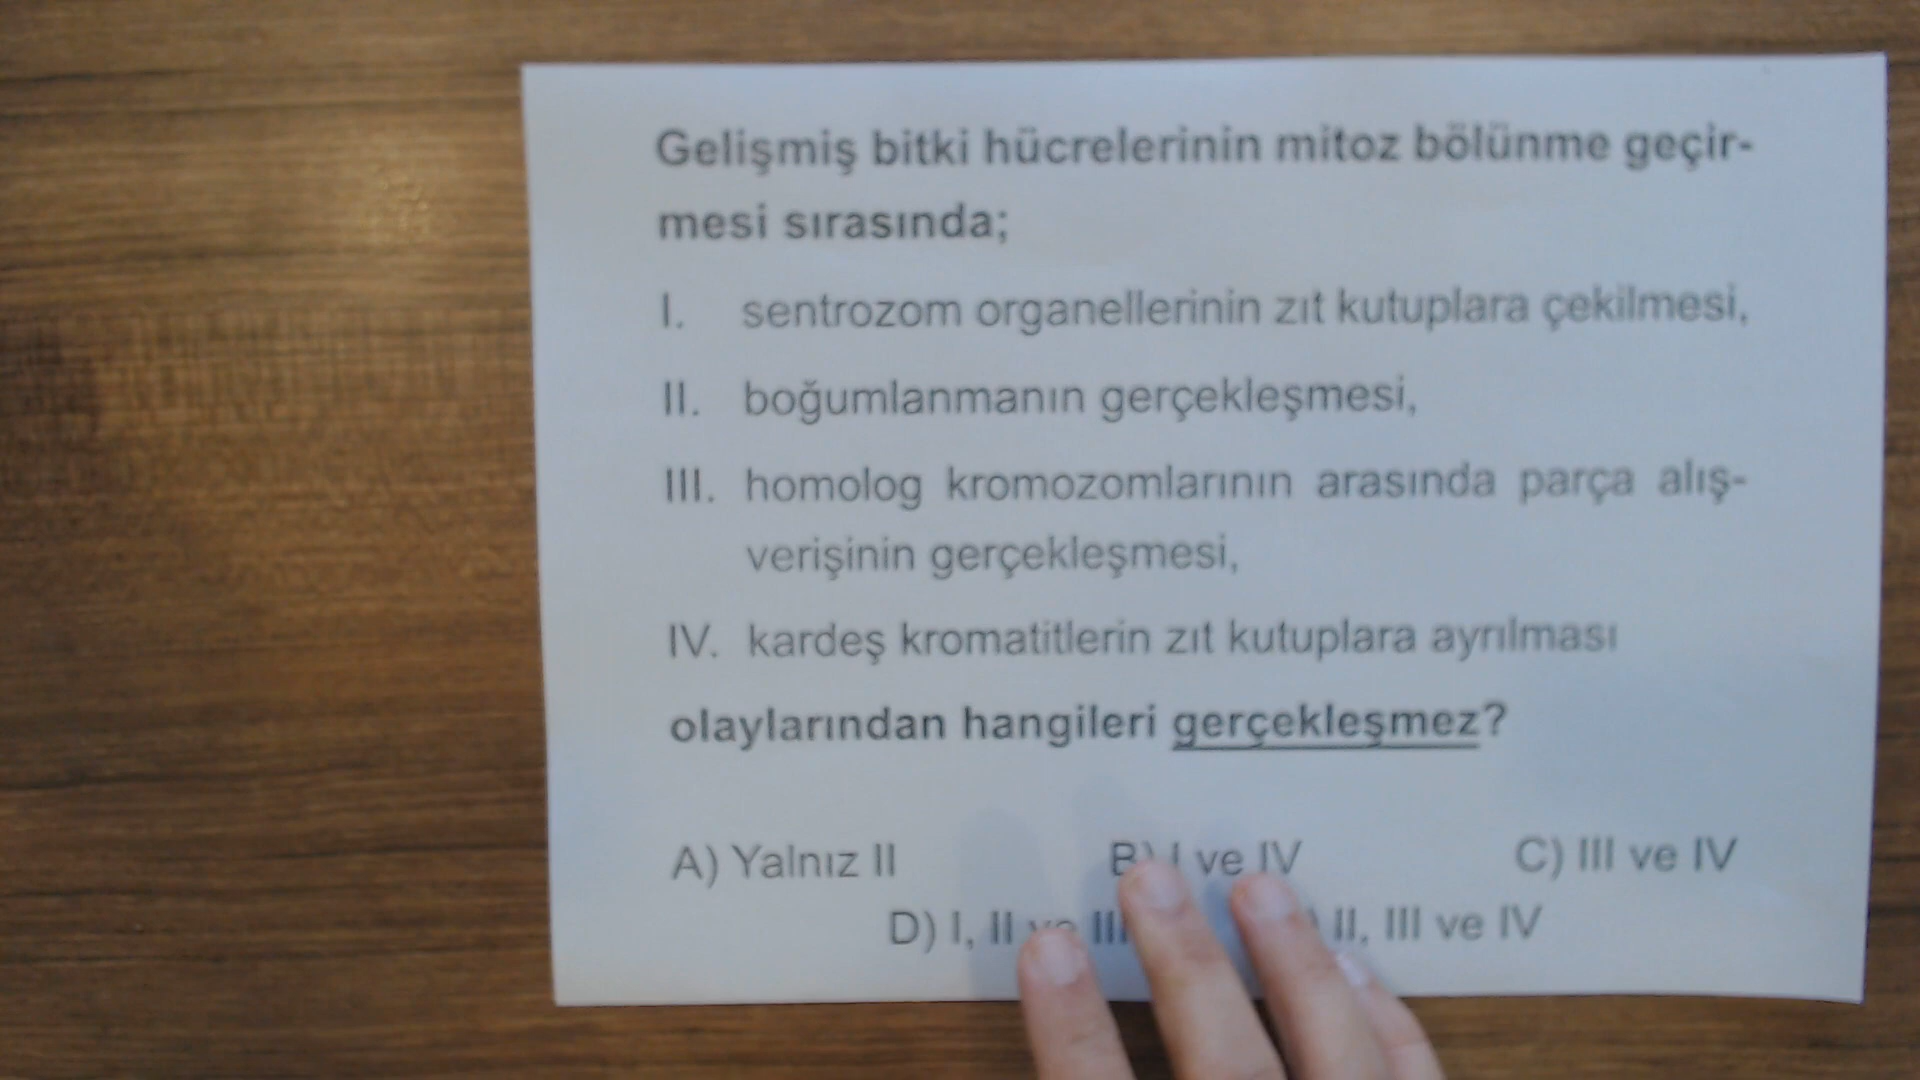 Gelişmiş bitki hücrelerinin mitoz bölünme geçir-
mesi sırasında;
I. sentrozom organellerinin zıt kutuplara çekilmesi,
II. boğumlanmanın gerçekleşmesi,
III. homolog kromozomlarının arasında parça alış-
verişinin gerçekleşmesi,
IV. kardeş kromatitlerin zıt kutuplara ayrılması
olaylarından hangileri gerçekleşmez?
A) Yalnız II B) I ve IV C) III ve IV
D) I, II ve III II, III ve IV